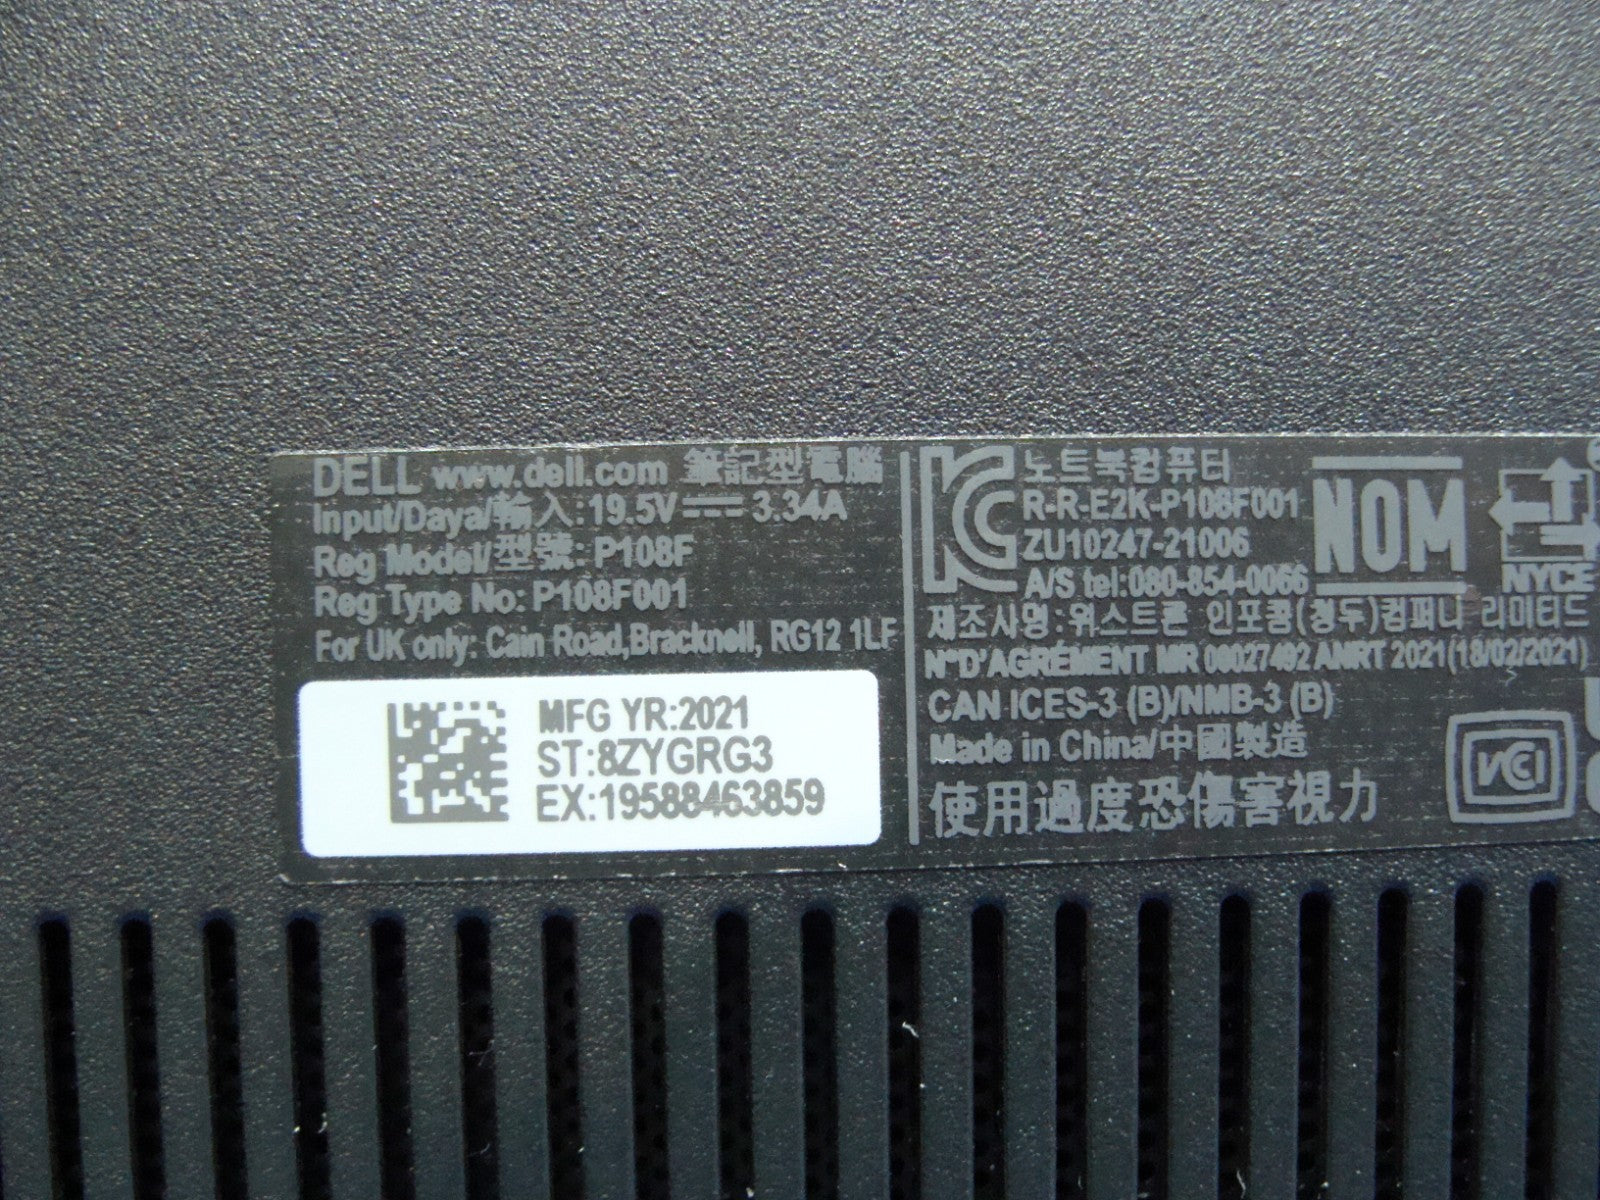 DELL www.dell.com 筆記型電腦
Input/Daya/輸入: 19.5V 3.34A
Reg Model/型號: P108F
Reg Type No: P108F001
For UK only: Cain Road,Bracknell, RG12 1LF
MFG YR:2021
ST:8ZYGRG3
EX:19588463859
노트북컴퓨터
R-R-E2K-P108F001
ZU10247-21006
A/S tel:080-854-0066
NOM
NYCE
제조사명:위스트론 인포콤(청두)컴퍼니 리미티드
N°D'AGRÉMENT MR 00027492 ANRT 2021(18/02/2021)
CAN ICES-3 (B)/NMB-3 (B)
Made in China/中國製造
使用過度恐傷害視力
VCCI